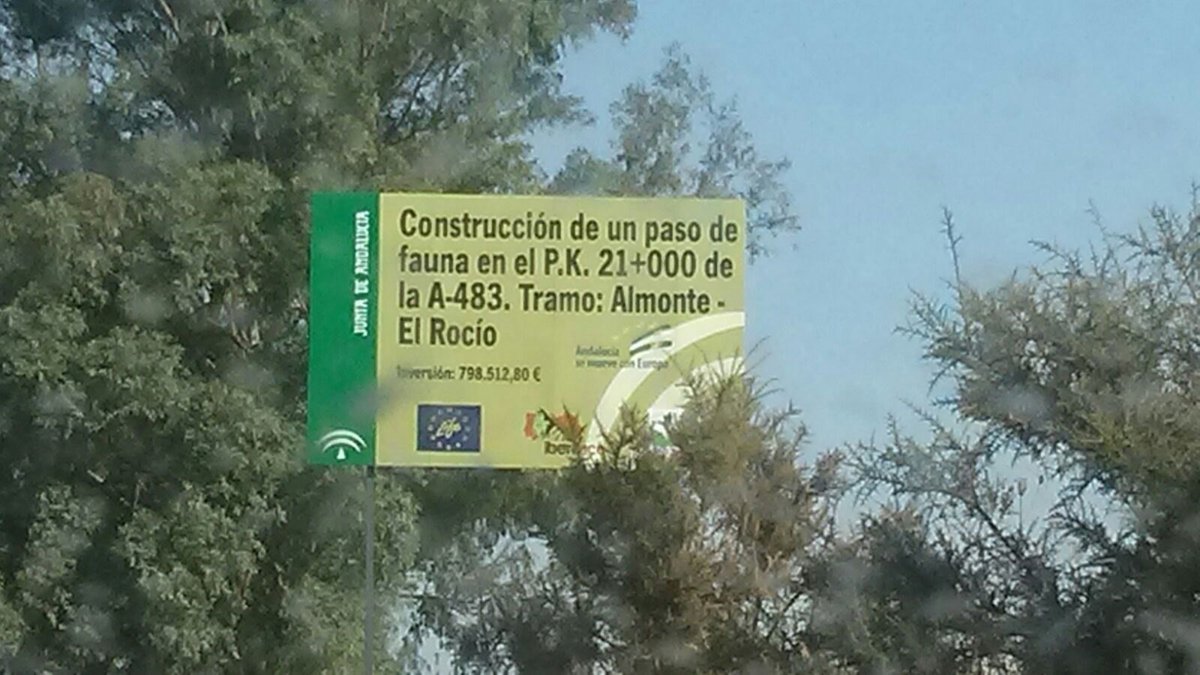 JUNTA DE ANDALUCIA
Construcción de un paso de
fauna en el P.K. 21+000 de
la A-483. Tramo: Almonte -
El Rocío
Inversión: 798.512,80 €
Andalucía
se mueve con Europa
Life